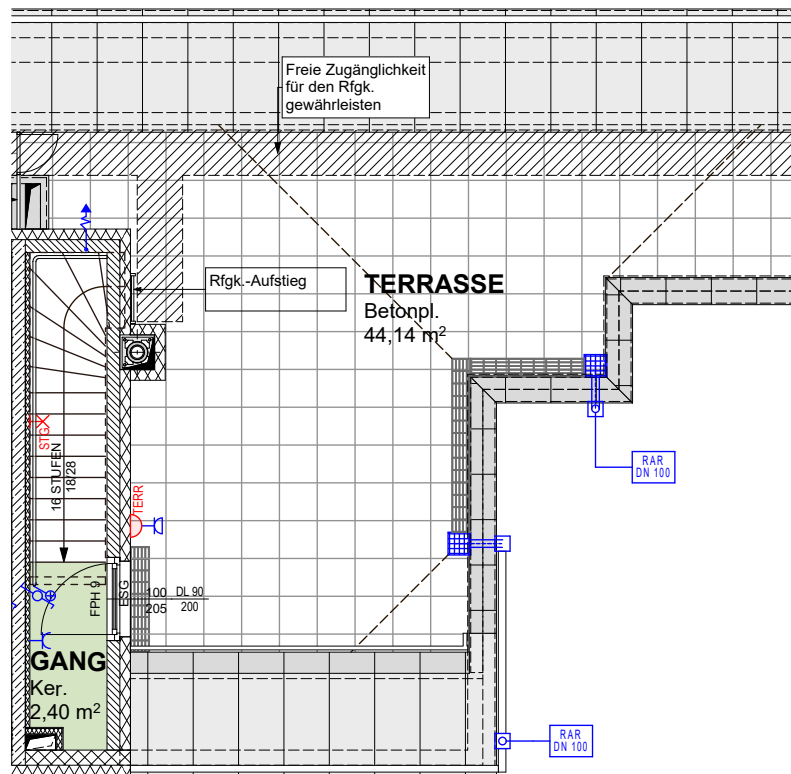 Freie Zugänglichkeit
für den Rfgk.
gewährleisten
Rfgk.-Aufstieg
TERRASSE
Betonpl.
44,14 m²
STG
16 STUFEN
18/28
TERR
RAR
DN 100
FPH 9
ESG
100
205
DL 90
200
GANG
Ker.
2,40 m²
RAR
DN 100